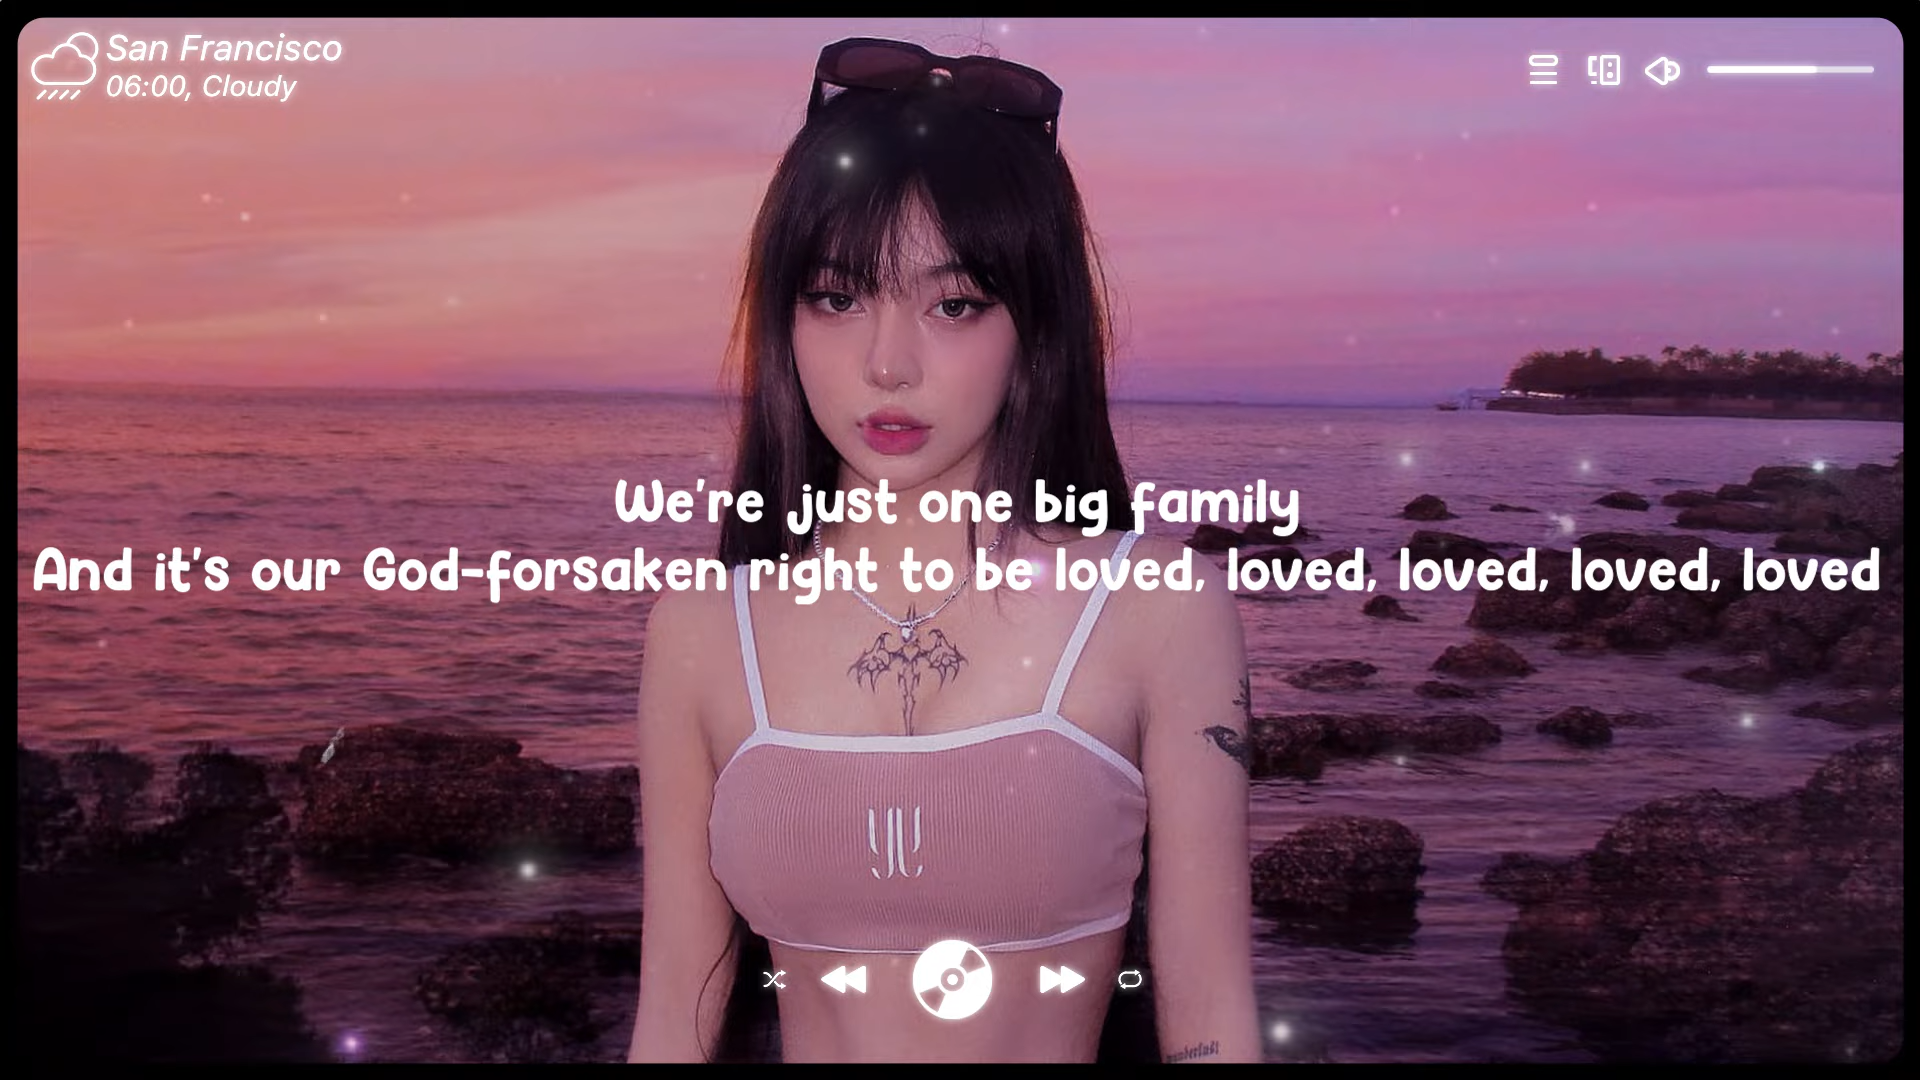 San Francisco
06:00, Cloudy
We're just one big family
And it's our God-forsaken right to be loved, loved, loved, loved, loved
wanderlust